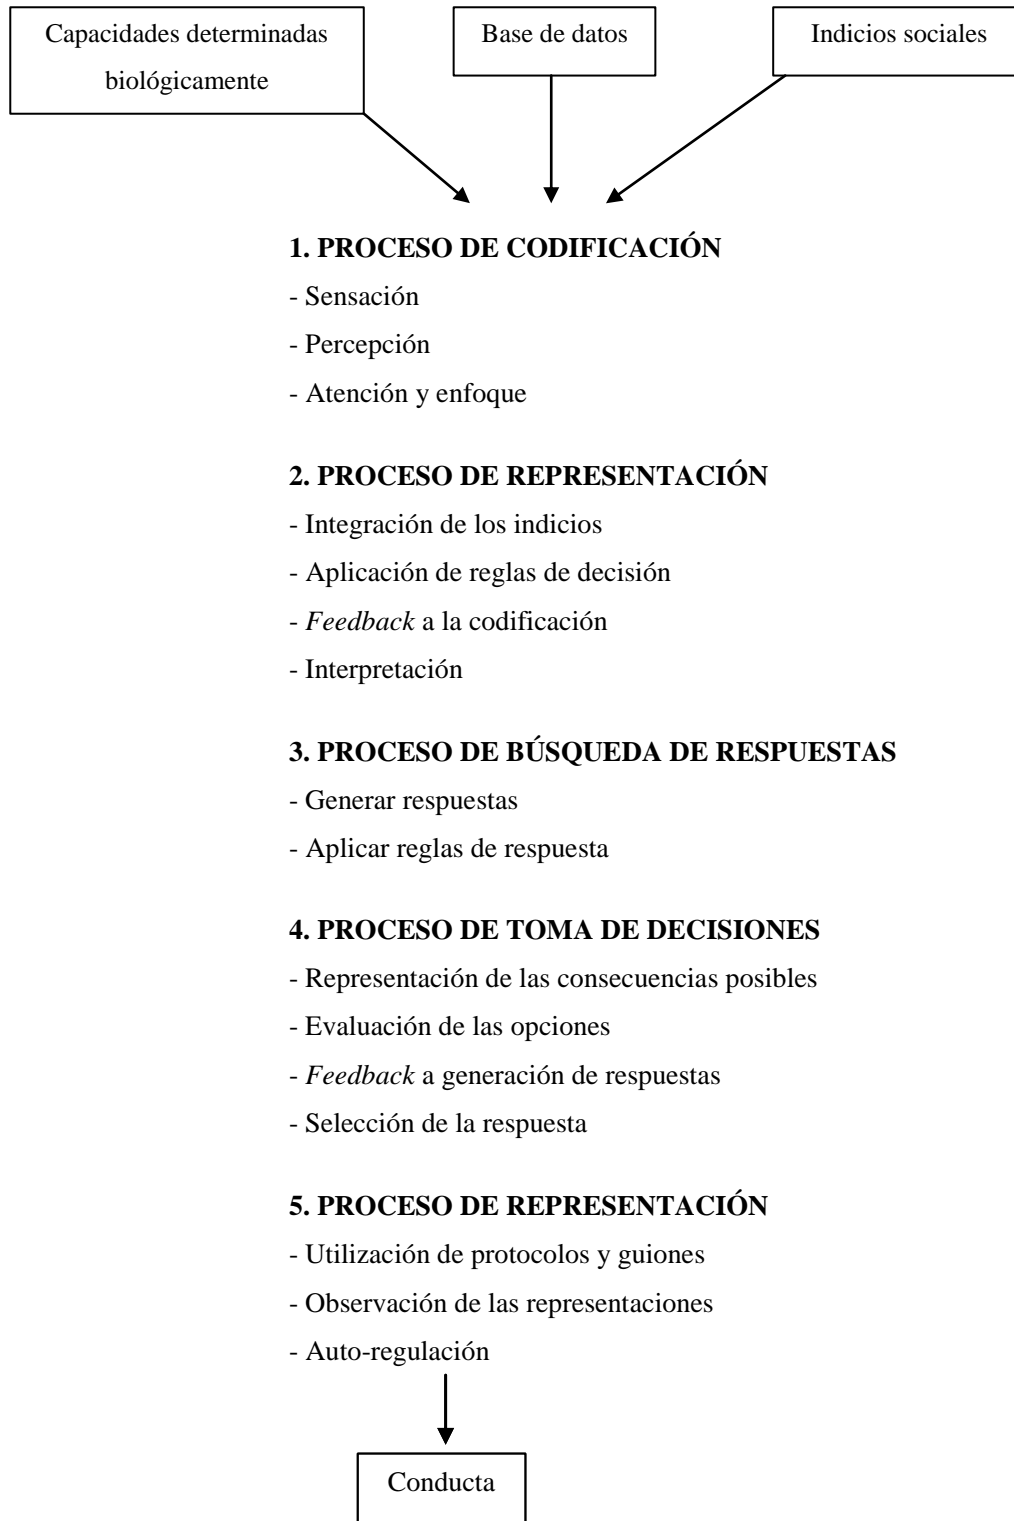 Capacidades determinadas
biológicamente
Base de datos
Indicios sociales
1. PROCESO DE CODIFICACIÓN
- Sensación
- Percepción
- Atención y enfoque
2. PROCESO DE REPRESENTACIÓN
- Integración de los indicios
- Aplicación de reglas de decisión
- Feedback a la codificación
- Interpretación
3. PROCESO DE BÚSQUEDA DE RESPUESTAS
- Generar respuestas
- Aplicar reglas de respuesta
4. PROCESO DE TOMA DE DECISIONES
- Representación de las consecuencias posibles
- Evaluación de las opciones
- Feedback a generación de respuestas
- Selección de la respuesta
5. PROCESO DE REPRESENTACIÓN
- Utilización de protocolos y guiones
- Observación de las representaciones
- Auto-regulación
Conducta